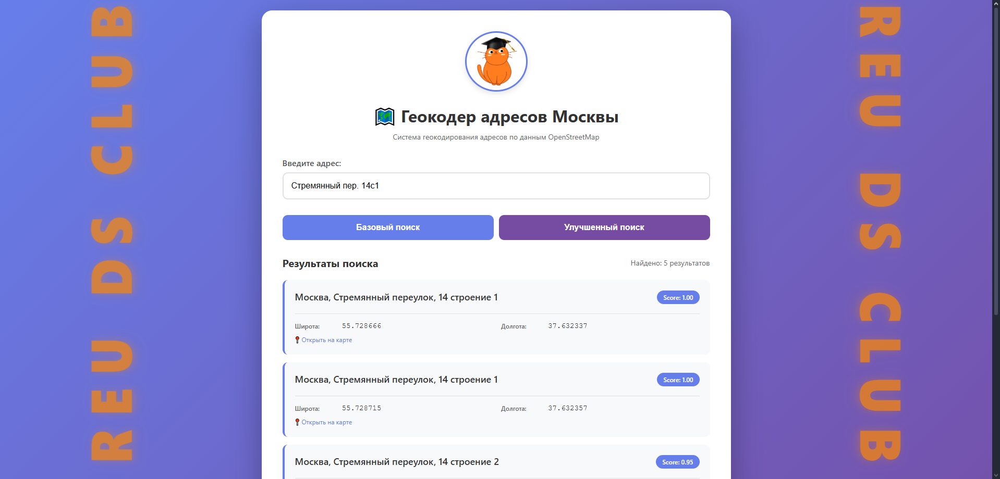 REU DS CLUB
Геокодер адресов Москвы
Система геокодирования адресов по данным OpenStreetMap
Введите адрес:
Стремянный пер. 14с1
Базовый поиск
Улучшенный поиск
Результаты поиска
Найдено: 5 результатов
Москва, Стремянный переулок, 14 строение 1
Score: 1.00
Широта: 55.728666
Долгота: 37.632337
Открыть на карте
Москва, Стремянный переулок, 14 строение 1
Score: 1.00
Широта: 55.728715
Долгота: 37.632357
Открыть на карте
Москва, Стремянный переулок, 14 строение 2
Score: 0.95
REU DS CLUB